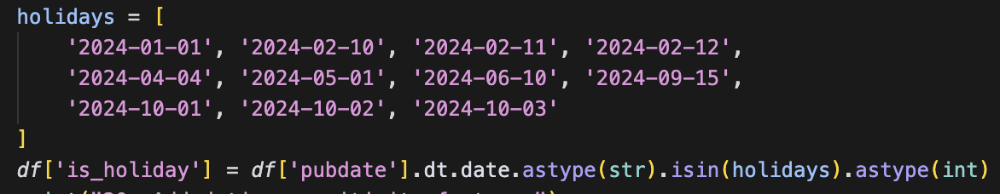 holidays = [
'2024-01-01', '2024-02-10', '2024-02-11', '2024-02-12',
'2024-04-04', '2024-05-01', '2024-06-10', '2024-09-15',
'2024-10-01', '2024-10-02', '2024-10-03'
]
df['is_holiday'] = df['pubdate'].dt.date.astype(str).isin(holidays).astype(int)